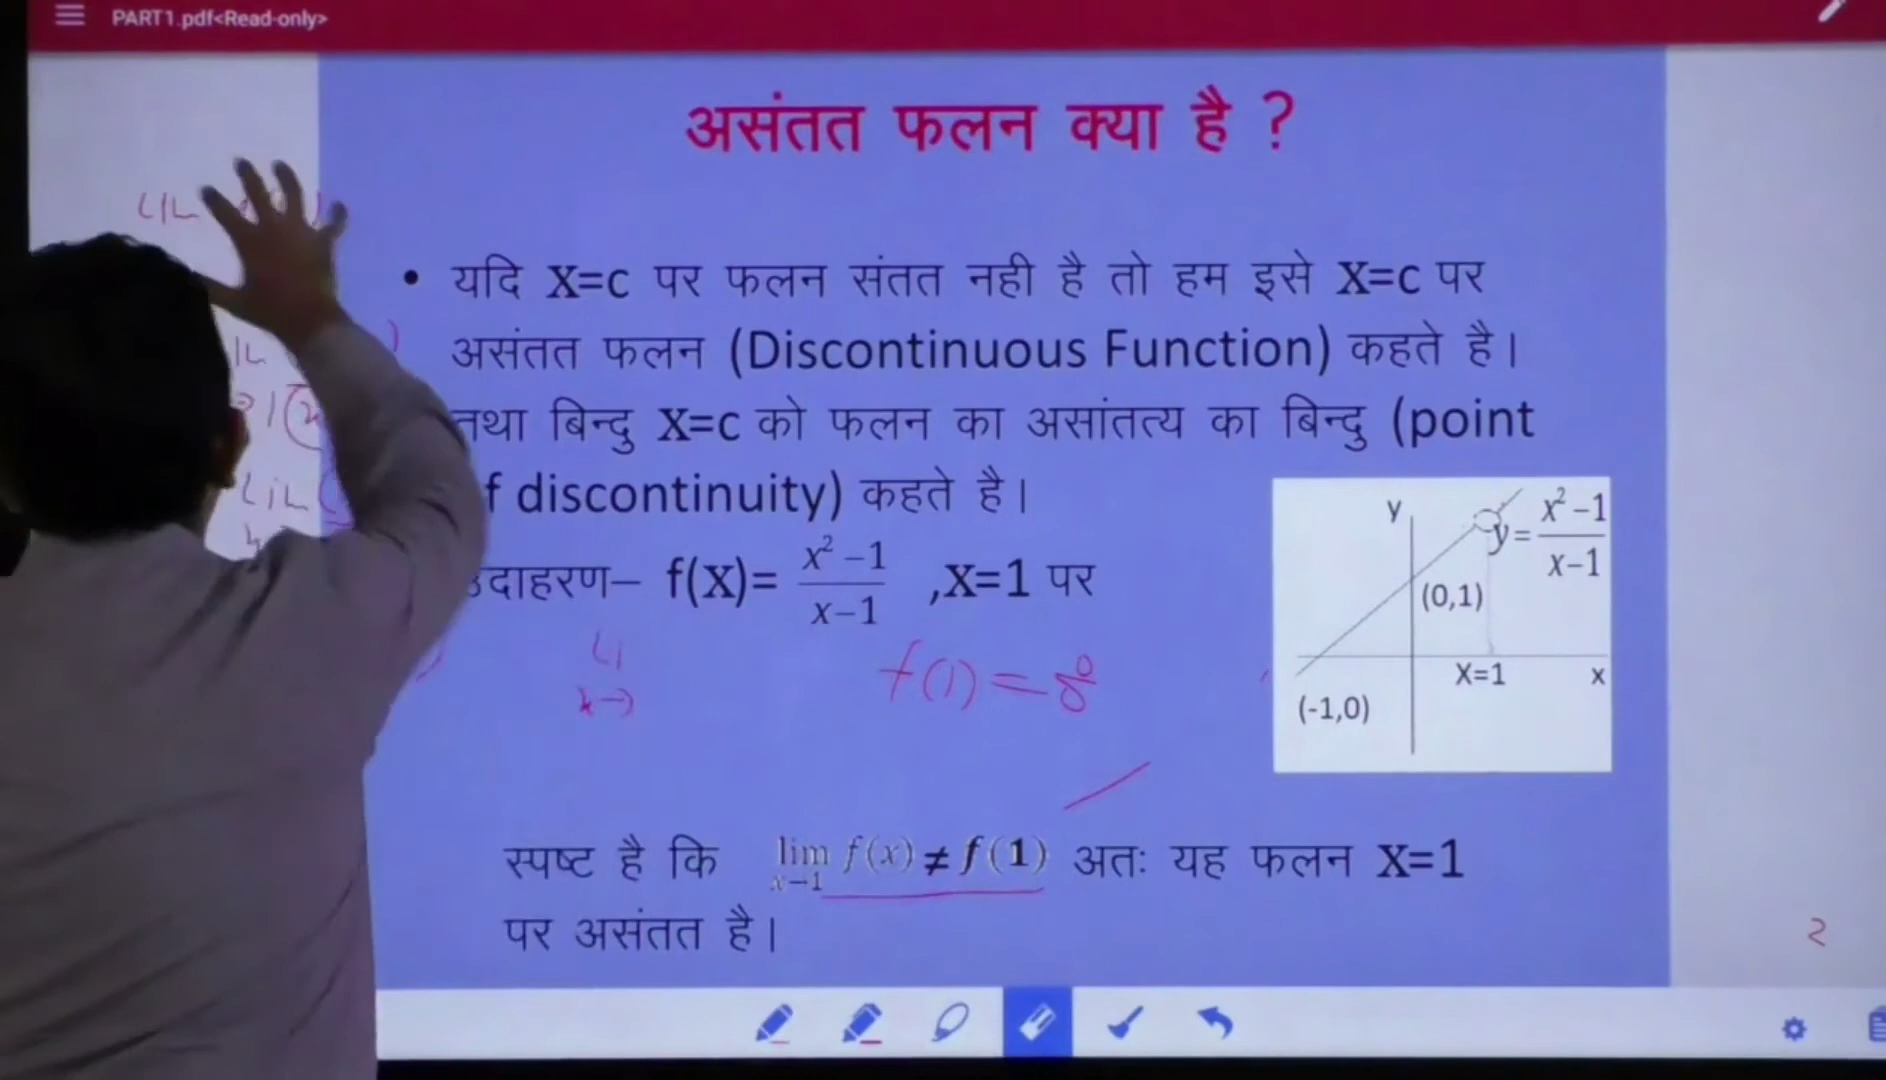 PART1.pdf<Read-only>
असंतत फलन क्या है ?
• यदि X=c पर फलन संतत नही है तो हम इसे X=c पर
असंतत फलन (Discontinuous Function) कहते है।
तथा बिन्दु X=c को फलन का असांतत्य का बिन्दु (point
f discontinuity) कहते है।
उदाहरण– f(X)= x²−1/x−1 ,X=1 पर
f(1)=0/0
y
y= x²−1/x−1
(0,1)
X=1
x
(-1,0)
स्पष्ट है कि lim x→1 f(x)≠f(1) अतः यह फलन X=1
पर असंतत है।
2